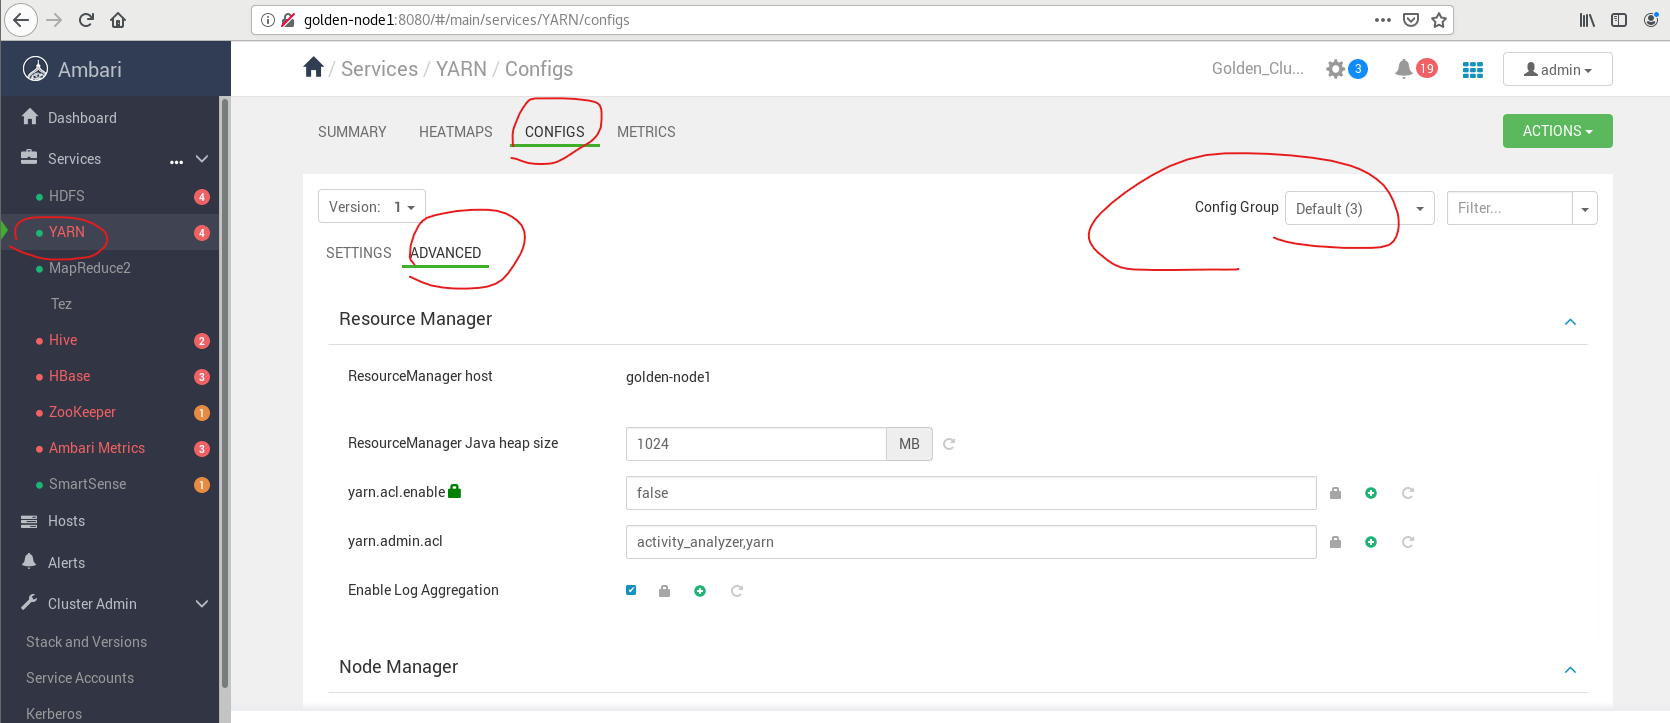 golden-node1:8080/#/main/services/YARN/configs
Ambari
/ Services / YARN / Configs
Golden_Clu...
3
19
admin
Dashboard
Services
HDFS 4
YARN 4
MapReduce2
Tez
Hive 2
HBase 3
ZooKeeper 1
Ambari Metrics 3
SmartSense 1
Hosts
Alerts
Cluster Admin
Stack and Versions
Service Accounts
Kerberos
SUMMARY HEATMAPS CONFIGS METRICS
ACTIONS
Version: 1
Config Group Default (3) Filter...
SETTINGS ADVANCED
Resource Manager
ResourceManager host golden-node1
ResourceManager Java heap size 1024 MB
yarn.acl.enable false
yarn.admin.acl activity_analyzer,yarn
Enable Log Aggregation
Node Manager